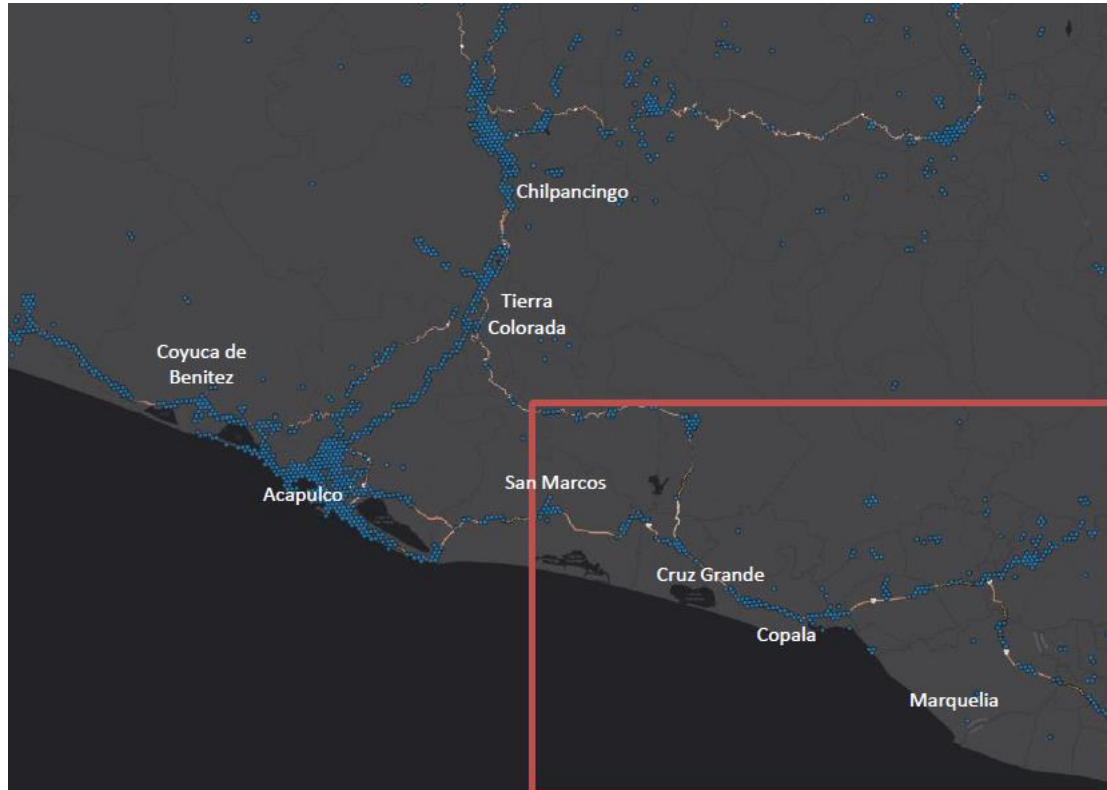 Chilpancingo
Tierra
Colorada
Coyuca de
Benitez
San Marcos
Acapulco
Cruz Grande
Copala
Marquelia